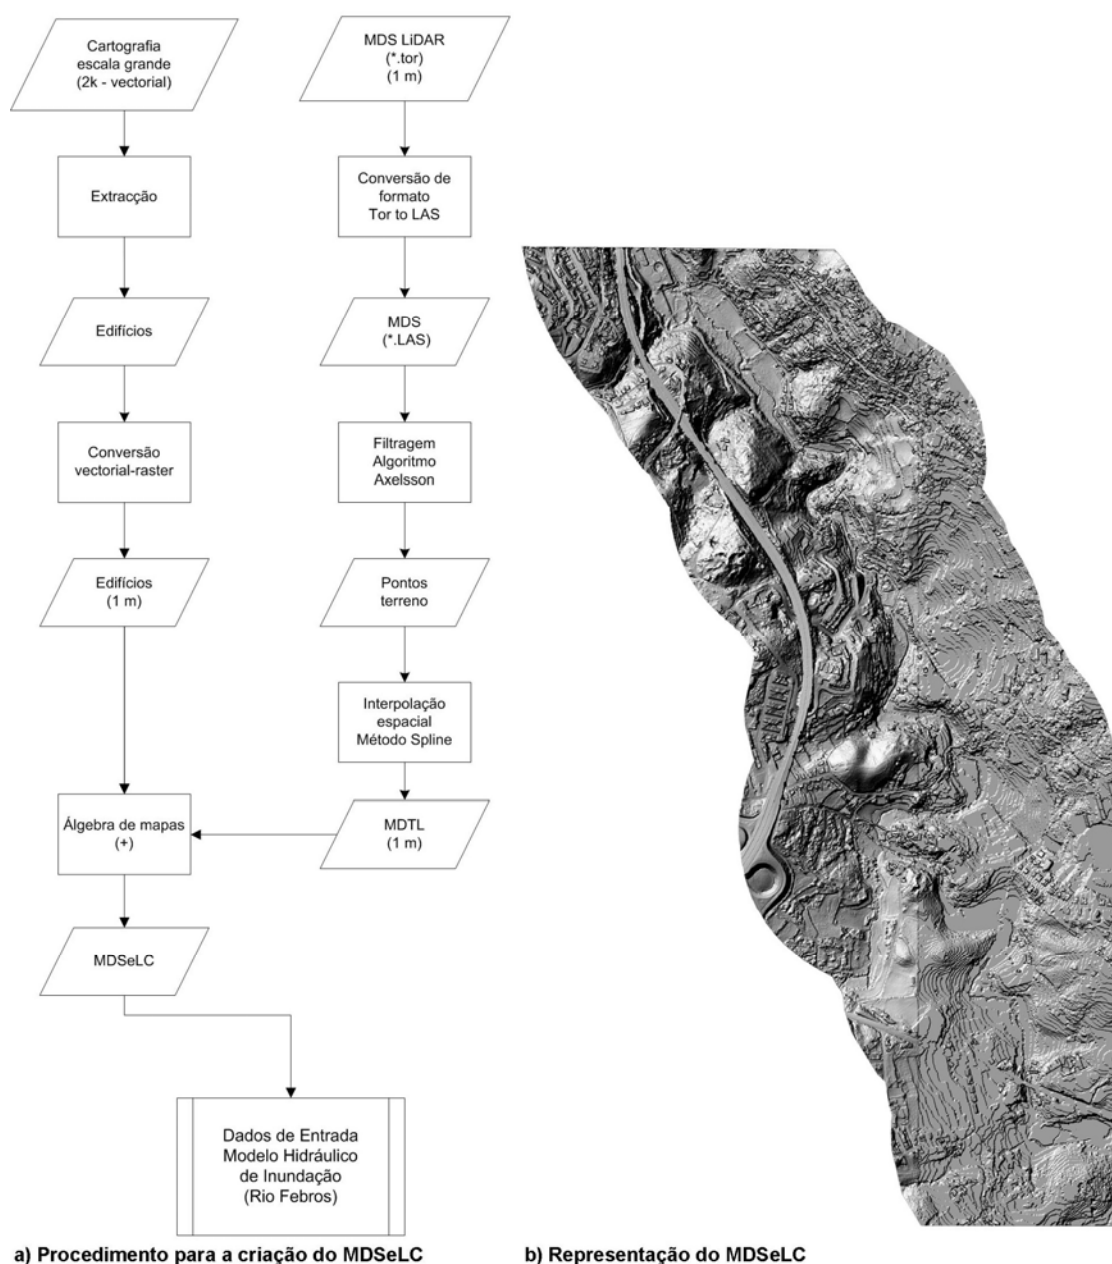 Cartografia
escala grande
(2k - vectorial)
Extracção
Edifícios
Conversão
vectorial-raster
Edifícios
(1 m)
Álgebra de mapas
(+)
MDSeLC
MDS LiDAR
(*.tor)
(1 m)
Conversão de
formato
Tor to LAS
MDS
(*.LAS)
Filtragem
Algoritmo
Axelsson
Pontos
terreno
Interpolação
espacial
Método Spline
MDTL
(1 m)
Dados de Entrada
Modelo Hidráulico
de Inundação
(Rio Febros)
a) Procedimento para a criação do MDSeLC
b) Representação do MDSeLC